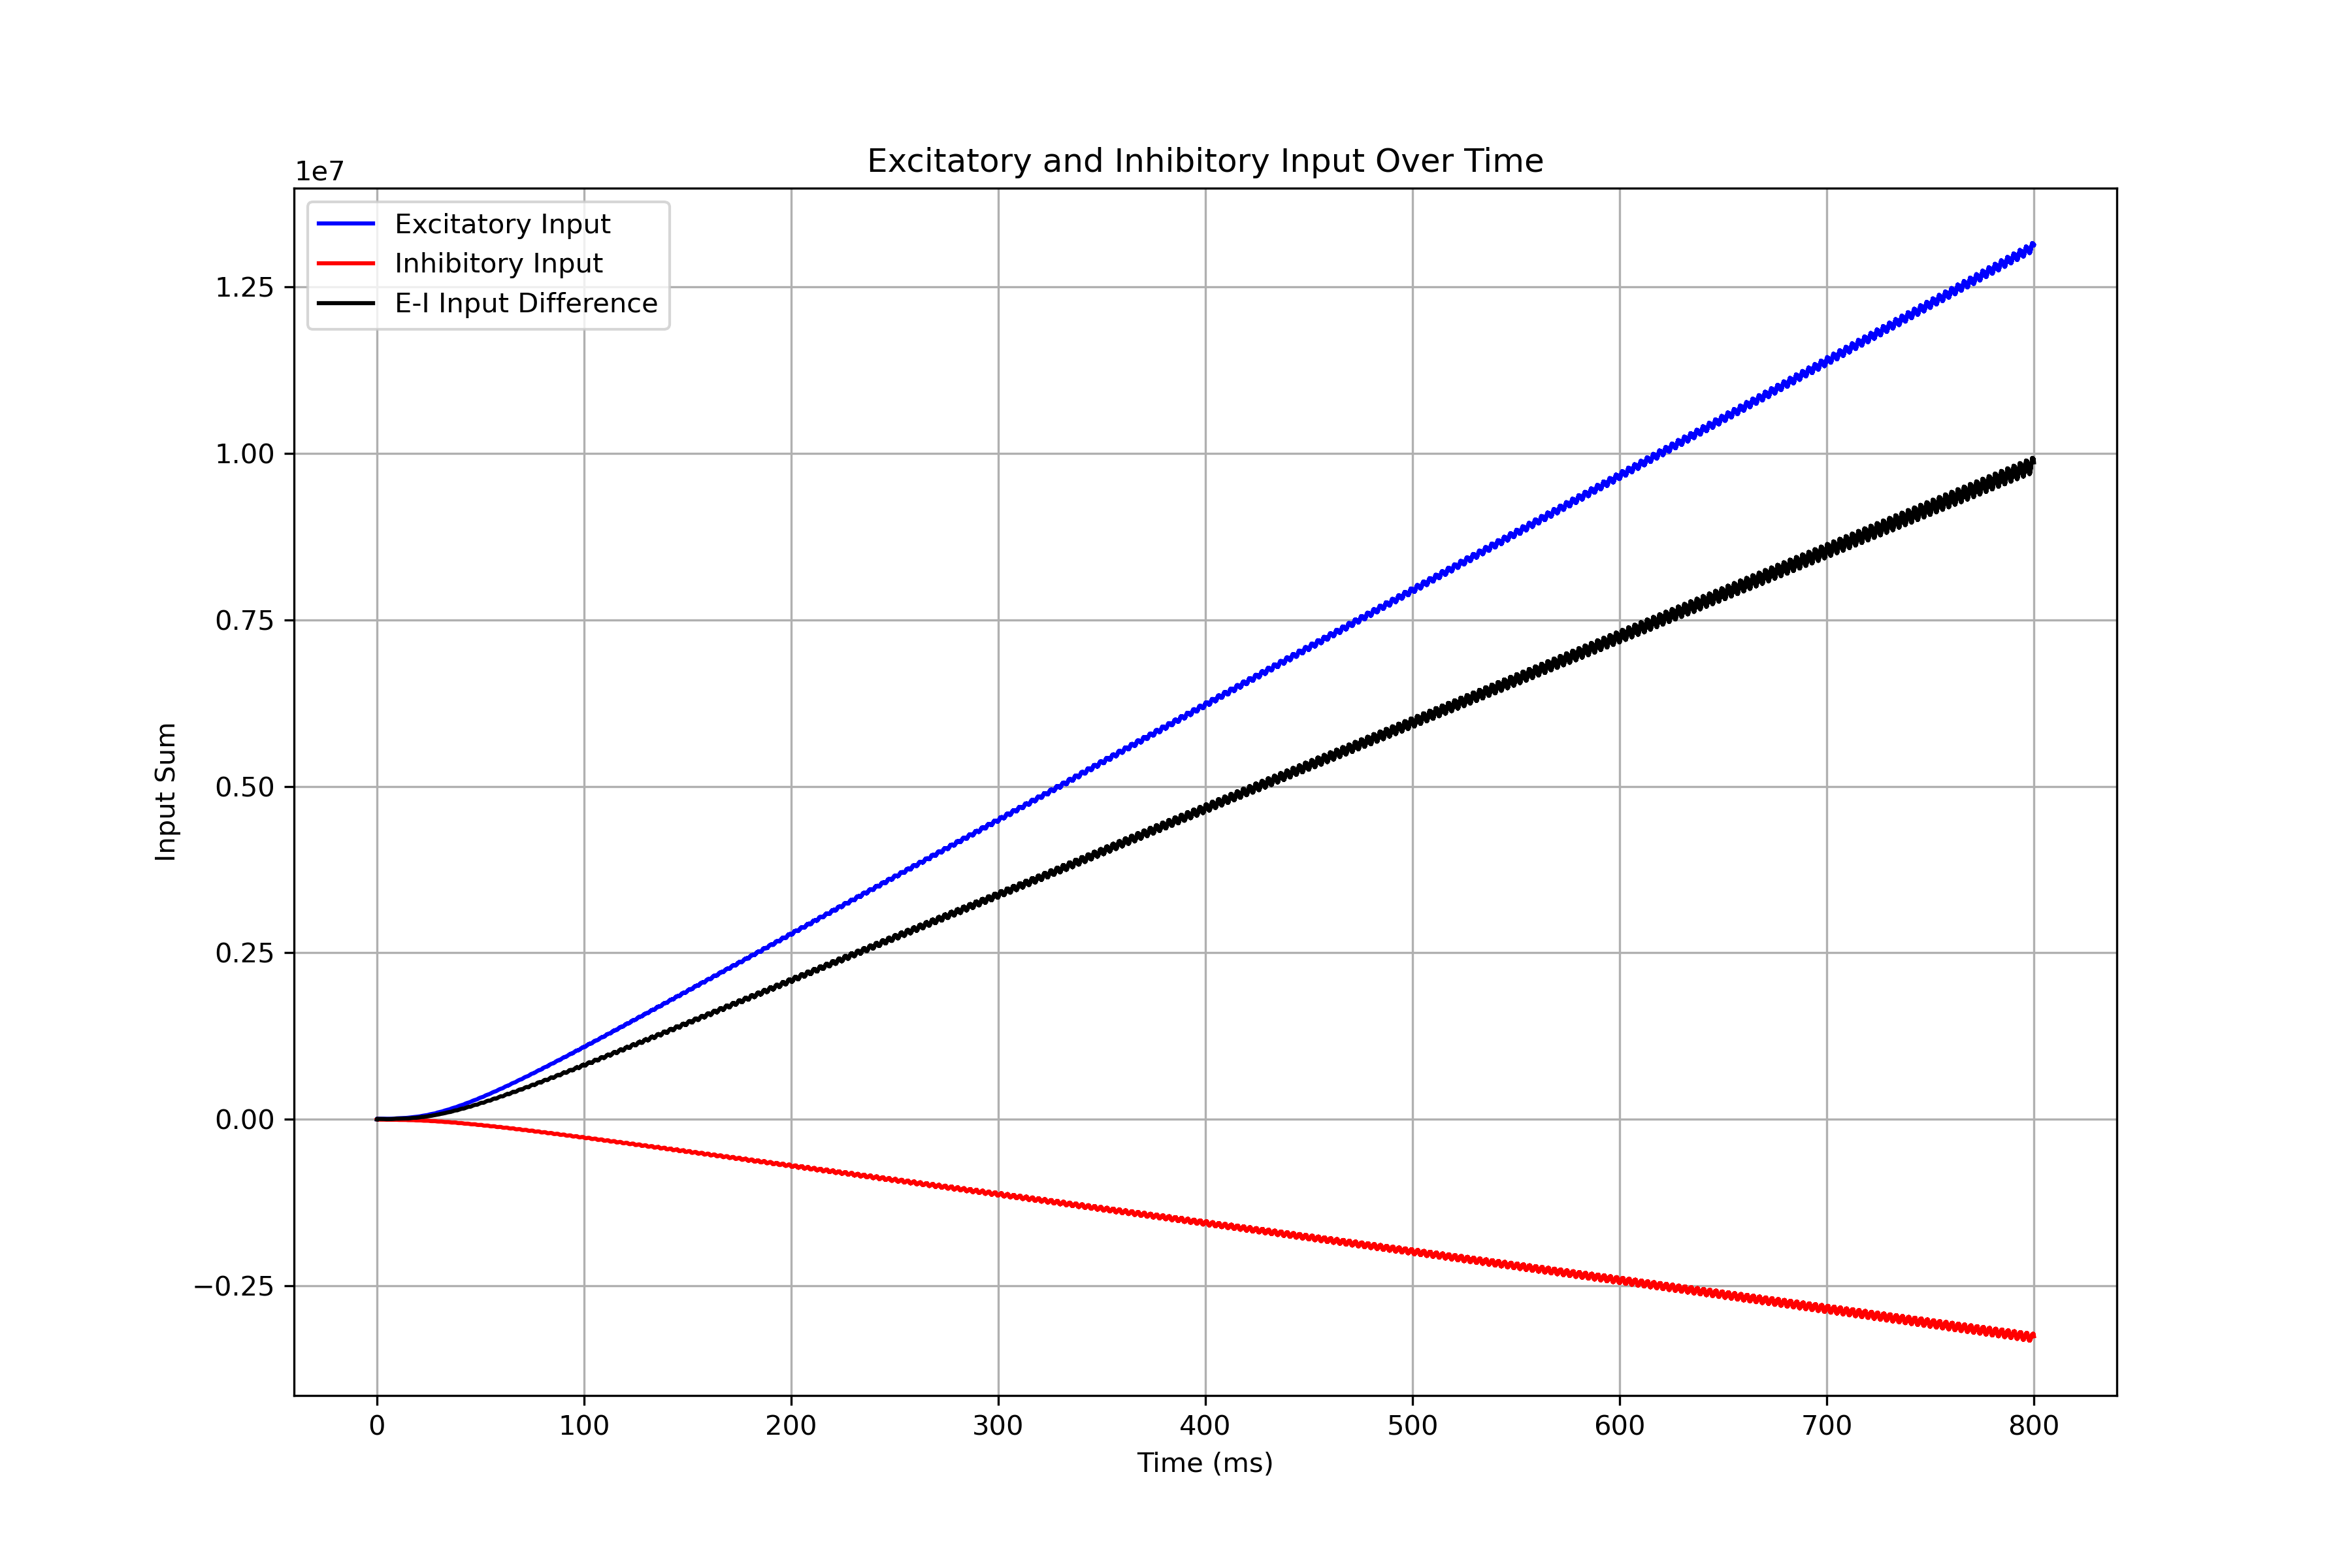 Excitatory and Inhibitory Input Over Time
1e7
Excitatory Input
Inhibitory Input
E-I Input Difference
1.25
1.00
0.75
0.50
0.25
0.00
−0.25
Input Sum
0 100 200 300 400 500 600 700 800
Time (ms)